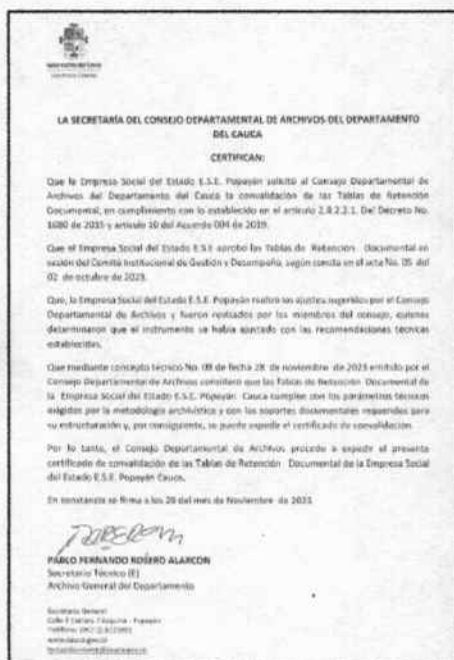 LA SECRETARÍA DEL CONSEJO DEPARTAMENTAL DE ARCHIVOS DEL DEPARTAMENTO
DEL CAUCA
CERTIFICAN:
Que la Empresa Social del Estado E.S.E. Popayán solicitó al Consejo Departamental de
Archivos del Departamento del Cauca la convalidación de las Tablas de Retención
Documental, en cumplimiento con lo establecido en el artículo 2.8.2.2.1. Del Decreto No.
1080 de 2015 y artículo 10 del Acuerdo 004 de 2019.
Que el Empresa Social del Estado E.S.E aprobó las Tablas de Retención Documental en
sesión del Comité Institucional de Gestión y Desempeño, según consta en el acta No. 05 del
02 de octubre de 2023.
Que, la Empresa Social del Estado E.S.E. Popayán realizó los ajustes sugeridos por el Consejo
Departamental de Archivos y fueron revisados por los miembros del consejo, quienes
determinaron que el instrumento se había ajustado con las recomendaciones técnicas
establecidas.
Que mediante concepto técnico No. 09 de fecha 28 de noviembre de 2023 emitido por el
Consejo Departamental de Archivos consideró que las Tablas de Retención Documental de
la Empresa Social del Estado E.S.E. Popayán Cauca cumplen con los parámetros técnicos
exigidos por la metodología archivística y con los soportes documentales requeridos para
su estructuración y, por consiguiente, se puede expedir el certificado de convalidación.
Por lo tanto, el Consejo Departamental de Archivos procede a expedir el presente
certificado de convalidación de las Tablas de Retención Documental de la Empresa Social
del Estado E.S.E. Popayán Cauca.
En constancia se firma a los 28 del mes de Noviembre de 2023
PABLO FERNANDO ROSERO ALARCÓN
Secretario Técnico (E)
Archivo General del Departamento
Secretaría General